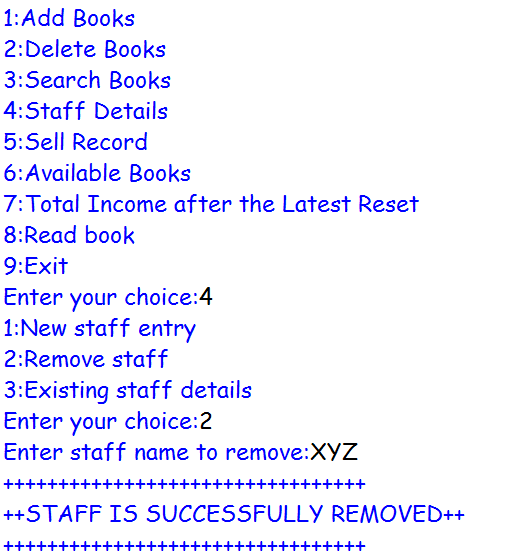 1:Add Books
2:Delete Books
3:Search Books
4:Staff Details
5:Sell Record
6:Available Books
7:Total Income after the Latest Reset
8:Read book
9:Exit
Enter your choice:4
1:New staff entry
2:Remove staff
3:Existing staff details
Enter your choice:2
Enter staff name to remove:XYZ
+++++++++++++++++++++++++++++++++
++STAFF IS SUCCESSFULLY REMOVED++
+++++++++++++++++++++++++++++++++